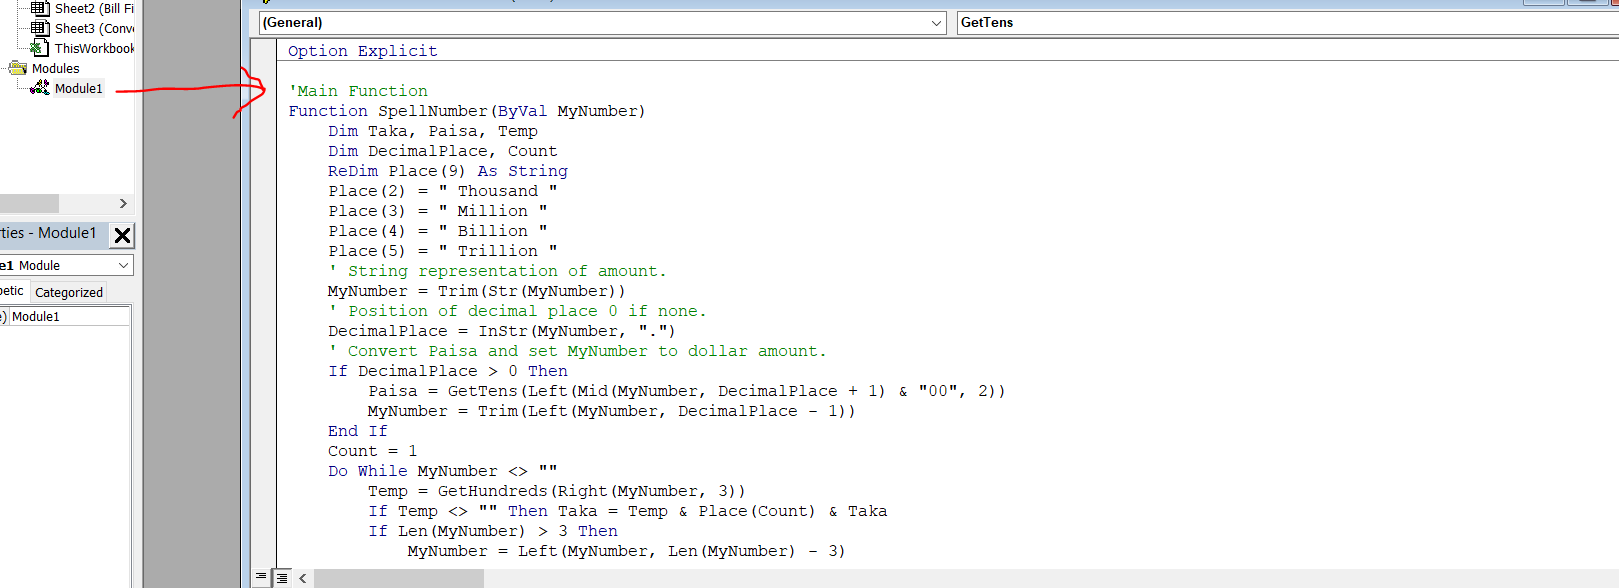 Sheet2 (Bill Fi
Sheet3 (Conv
ThisWorkbook
Modules
Module1
rties - Module1
e1 Module
betic Categorized
e) Module1
(General)
GetTens
Option Explicit
'Main Function
Function SpellNumber(ByVal MyNumber)
Dim Taka, Paisa, Temp
Dim DecimalPlace, Count
ReDim Place(9) As String
Place(2) = " Thousand "
Place(3) = " Million "
Place(4) = " Billion "
Place(5) = " Trillion "
' String representation of amount.
MyNumber = Trim(Str(MyNumber))
' Position of decimal place 0 if none.
DecimalPlace = InStr(MyNumber, ".")
' Convert Paisa and set MyNumber to dollar amount.
If DecimalPlace > 0 Then
Paisa = GetTens(Left(Mid(MyNumber, DecimalPlace + 1) & "00", 2))
MyNumber = Trim(Left(MyNumber, DecimalPlace - 1))
End If
Count = 1
Do While MyNumber <> ""
Temp = GetHundreds(Right(MyNumber, 3))
If Temp <> "" Then Taka = Temp & Place(Count) & Taka
If Len(MyNumber) > 3 Then
MyNumber = Left(MyNumber, Len(MyNumber) - 3)